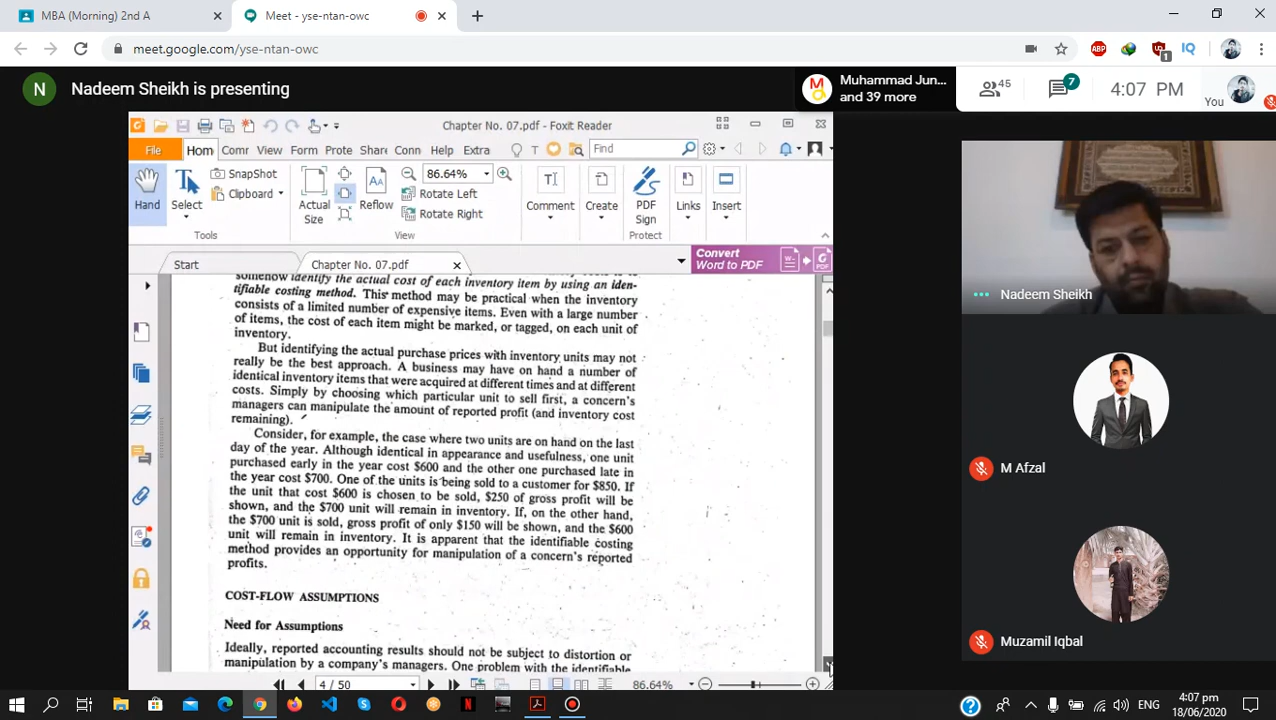 MBA (Morning) 2nd A
Meet - yse-ntan-owc
meet.google.com/yse-ntan-owc
ABP
1
IQ
N
Nadeem Sheikh is presenting
Muhammad Jun...
and 39 more
45
7
4:07 PM
You
Chapter No. 07.pdf - Foxit Reader
File
Hom
Comr
View
Form
Prote
Share
Conn
Help
Extra
Find
Hand
Select
SnapShot
Clipboard
Tools
Actual
Size
Reflow
86.64%
Rotate Left
Rotate Right
View
Comment
Create
PDF
Sign
Protect
Links
Insert
Start
Chapter No. 07.pdf
Convert
Word to PDF
somehow identify the actual cost of each inventory item by using an iden-
tifiable costing method. This method may be practical when the inventory
consists of a limited number of expensive items. Even with a large number
of items, the cost of each item might be marked, or tagged, on each unit of
inventory.
But identifying the actual purchase prices with inventory units may not
really be the best approach. A business may have on hand a number of
identical inventory items that were acquired at different times and at different
costs. Simply by choosing which particular unit to sell first, a concern's
managers can manipulate the amount of reported profit (and inventory cost
remaining).
Consider, for example, the case where two units are on hand on the last
day of the year. Although identical in appearance and usefulness, one unit
purchased early in the year cost $600 and the other one purchased late in
the year cost $700. One of the units is being sold to a customer for $850. If
the unit that cost $600 is chosen to be sold, $250 of gross profit will be
shown, and the $700 unit will remain in inventory. If, on the other hand,
the $700 unit is sold, gross profit of only $150 will be shown, and the $600
unit will remain in inventory. It is apparent that the identifiable costing
method provides an opportunity for manipulation of a concern's reported
profits.
COST-FLOW ASSUMPTIONS
Need for Assumptions
Ideally, reported accounting results should not be subject to distortion or
manipulation by a company's managers. One problem with the identifiable
4 / 50
86.64%
Nadeem Sheikh
M Afzal
Muzamil Iqbal
ENG
4:07 pm
18/06/2020